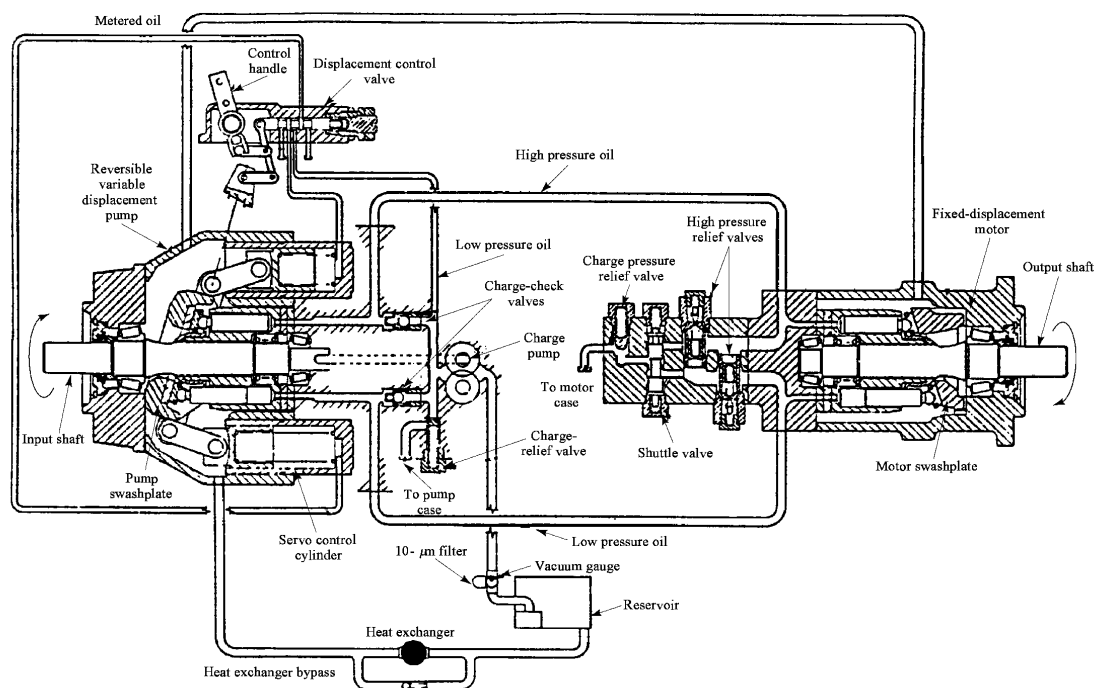 Metered oil
Control
handle
Displacement control
valve
Reversible
variable
displacement
pump
High pressure oil
High pressure
relief valves
Fixed-displacement
motor
Low pressure oil
Charge pressure
relief valve
Output shaft
Charge-check
valves
Charge
pump
To motor
case
Input shaft
Pump
swashplate
Charge-
relief valve
Shuttle valve
Motor swashplate
To pump
case
Servo control
cylinder
Low pressure oil
10- μm filter
Vacuum gauge
Reservoir
Heat exchanger
Heat exchanger bypass